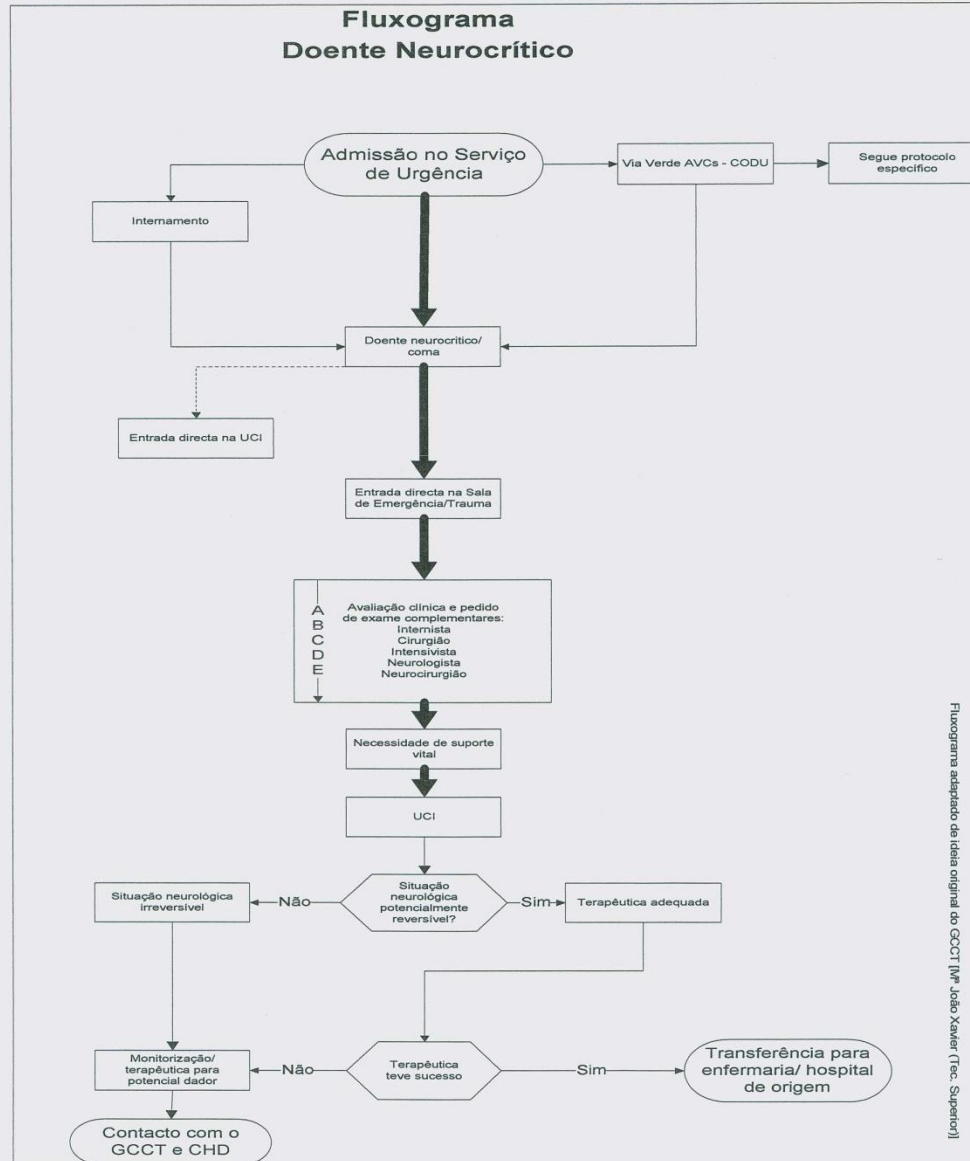 Fluxograma
Doente Neurocrítico
Admissão no Serviço
de Urgência
Via Verde AVCs - CODU
Segue protocolo
específico
Internamento
Doente neurocrítico/
coma
Entrada directa na UCI
Entrada directa na Sala
de Emergência/Trauma
A
B
C
D
E
Avaliação clínica e pedido
de exame complementares:
Internista
Cirurgião
Intensivista
Neurologista
Neurocirurgião
Necessidade de suporte
vital
UCI
Situação neurológica
irreversível
Não
Situação
neurológica
potencialmente
reversível?
Sim
Terapêutica adequada
Monitorização/
terapêutica para
potencial dador
Não
Terapêutica
teve sucesso
Sim
Transferência para
enfermaria/ hospital
de origem
Contacto com o
GCCT e CHD
Fluxograma adaptado de ideia original do GCCT [Mª João Xavier (Tec. Superior)]